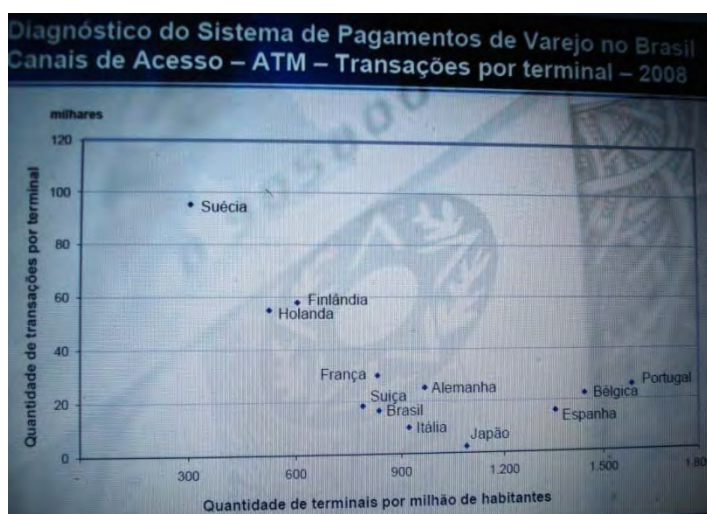 Diagnóstico do Sistema de Pagamentos de Varejo no Brasil
Canais de Acesso – ATM – Transações por terminal – 2008
milhares
120
100
80
60
40
20
0
Quantidade de transações por terminal
Suécia
Finlândia
Holanda
França
Alemanha
Suiça
Brasil
Itália
Japão
Portugal
Bélgica
Espanha
-
300
600
900
1.200
1.500
1.80
Quantidade de terminais por milhão de habitantes